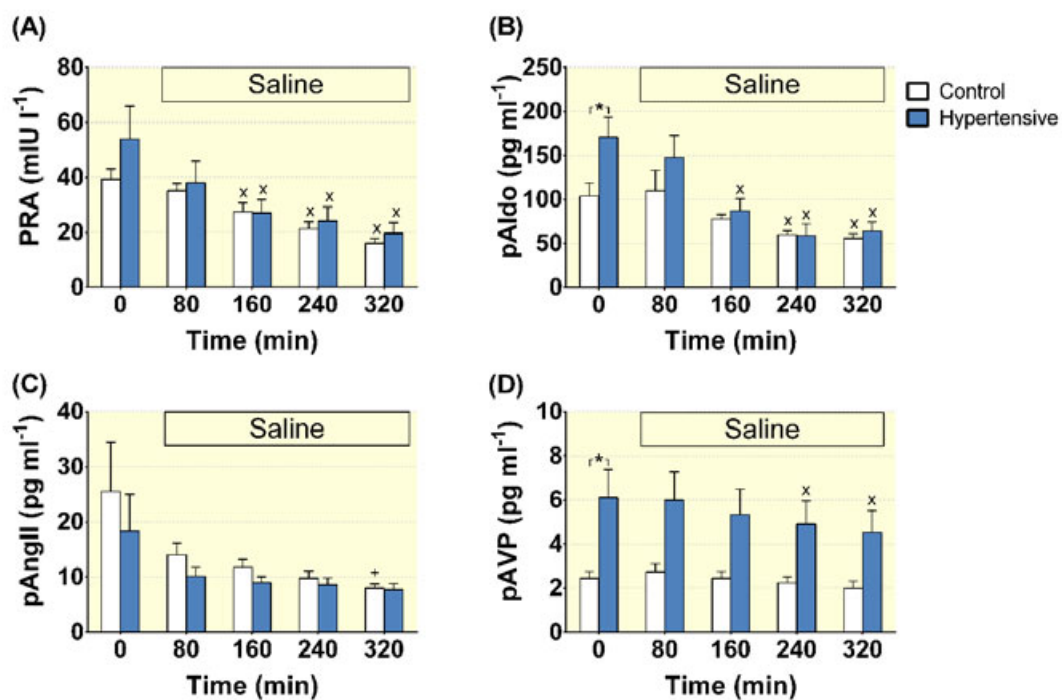 (A)
PRA (mIU l⁻¹)
80
60
40
20
0
Saline
x x x x x x
0 80 160 240 320
Time (min)
(B)
pAldo (pg ml⁻¹)
250
200
150
100
50
0
Saline
*
x x x x x
0 80 160 240 320
Time (min)
Control
Hypertensive
(C)
pAngII (pg ml⁻¹)
40
30
20
10
0
Saline
+
0 80 160 240 320
Time (min)
(D)
pAVP (pg ml⁻¹)
10
8
6
4
2
0
Saline
*
x x
0 80 160 240 320
Time (min)